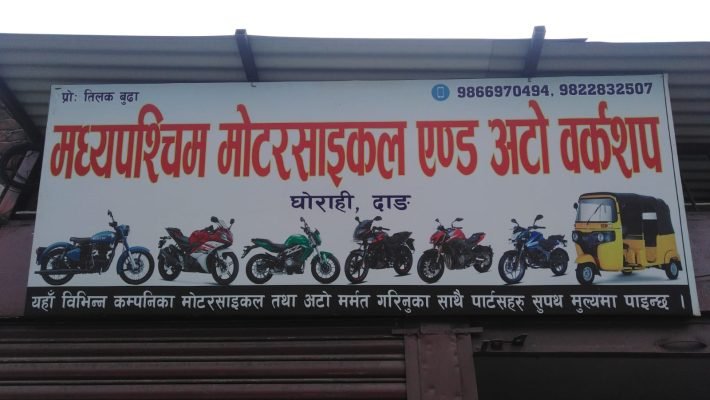 प्रो: तिलक बुढा
9866970494, 9822832507
मध्यपश्चिम मोटरसाइकल एण्ड अटो वर्कशप
घोराही, दाङ
यहाँ विभिन्न कम्पनिका मोटरसाइकल तथा अटो मर्मत गरिनुका साथै पार्टसहरु सुपथ मुल्यमा पाइन्छ ।